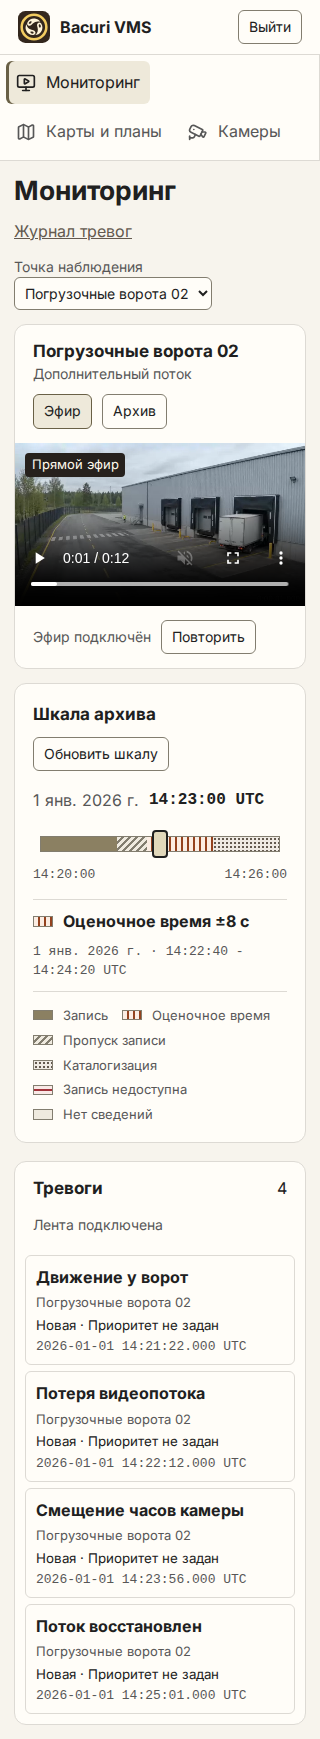 Bacuri VMS
Выйти
Мониторинг
Карты и планы
Камеры
Мониторинг
Журнал тревог
Точка наблюдения
Погрузочные ворота 02
Погрузочные ворота 02
Дополнительный поток
Эфир
Архив
Прямой эфир
0:01 / 0:12
Эфир подключён
Повторить
Шкала архива
Обновить шкалу
1 янв. 2026 г. 14:23:00 UTC
14:20:00
14:26:00
Оценочное время ±8 с
1 янв. 2026 г. · 14:22:40 -
14:24:20 UTC
Запись
Оценочное время
Пропуск записи
Каталогизация
Запись недоступна
Нет сведений
Тревоги
4
Лента подключена
Движение у ворот
Погрузочные ворота 02
Новая · Приоритет не задан
2026-01-01 14:21:22.000 UTC
Потеря видеопотока
Погрузочные ворота 02
Новая · Приоритет не задан
2026-01-01 14:22:12.000 UTC
Смещение часов камеры
Погрузочные ворота 02
Новая · Приоритет не задан
2026-01-01 14:23:56.000 UTC
Поток восстановлен
Погрузочные ворота 02
Новая · Приоритет не задан
2026-01-01 14:25:01.000 UTC